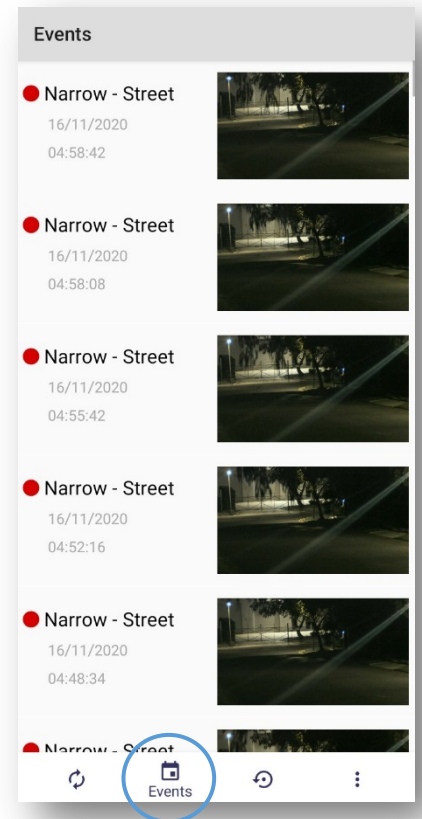 Events
Narrow - Street
16/11/2020
04:58:42
Narrow - Street
16/11/2020
04:58:08
Narrow - Street
16/11/2020
04:55:42
Narrow - Street
16/11/2020
04:52:16
Narrow - Street
16/11/2020
04:48:34
Narrow - Street
Events